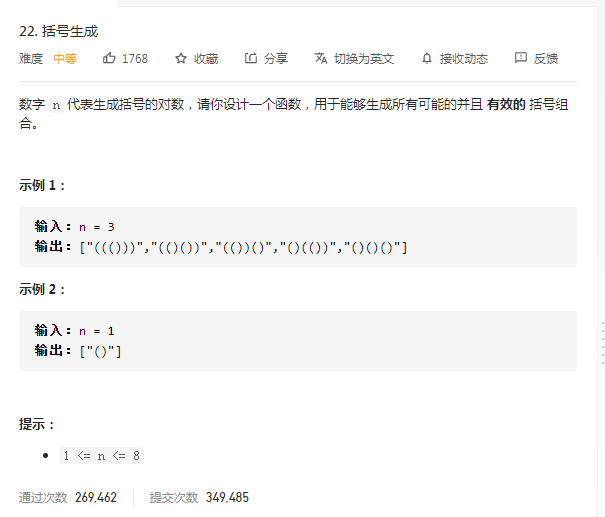 22. 括号生成
难度 中等 1768 收藏 分享 切换为英文 接收动态 反馈
数字 n 代表生成括号的对数，请你设计一个函数，用于能够生成所有可能的并且 有效的 括号组
合。
示例 1：
输入：n = 3
输出：["((()))","(()())","(())()","()(())","()()()"]
示例 2：
输入：n = 1
输出：["()"]
提示：
1 <= n <= 8
通过次数 269,462 提交次数 349,485